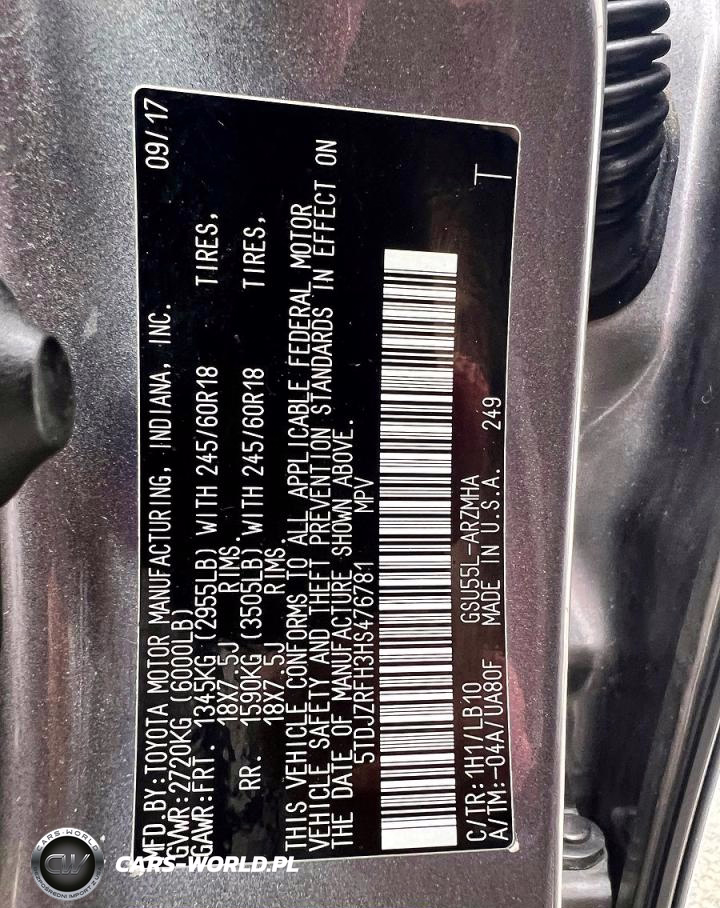 09/17
MFD.BY:TOYOTA MOTOR MANUFACTURING, INDIANA, INC.
GVWR:2720KG (6000LB)
GAWR:FRT. 1345KG (2955LB) WITH 245/60R18 TIRES,
18X7.5J RIMS.
RR. 1590KG (3505LB) WITH 245/60R18 TIRES,
18X7.5J RIMS
THIS VEHICLE CONFORMS TO ALL APPLICABLE FEDERAL MOTOR
VEHICLE SAFETY AND THEFT PREVENTION STANDARDS IN EFFECT ON
THE DATE OF MANUFACTURE SHOWN ABOVE.
5TDJZRFH3HS476781 MPV
C/TR:1H1/LB10 GSU55L-ARZMHA
A/TM:-04A/UA80F MADE IN U.S.A. 249
T
CARS-WORLD
CW
CARS-WORLD.PL